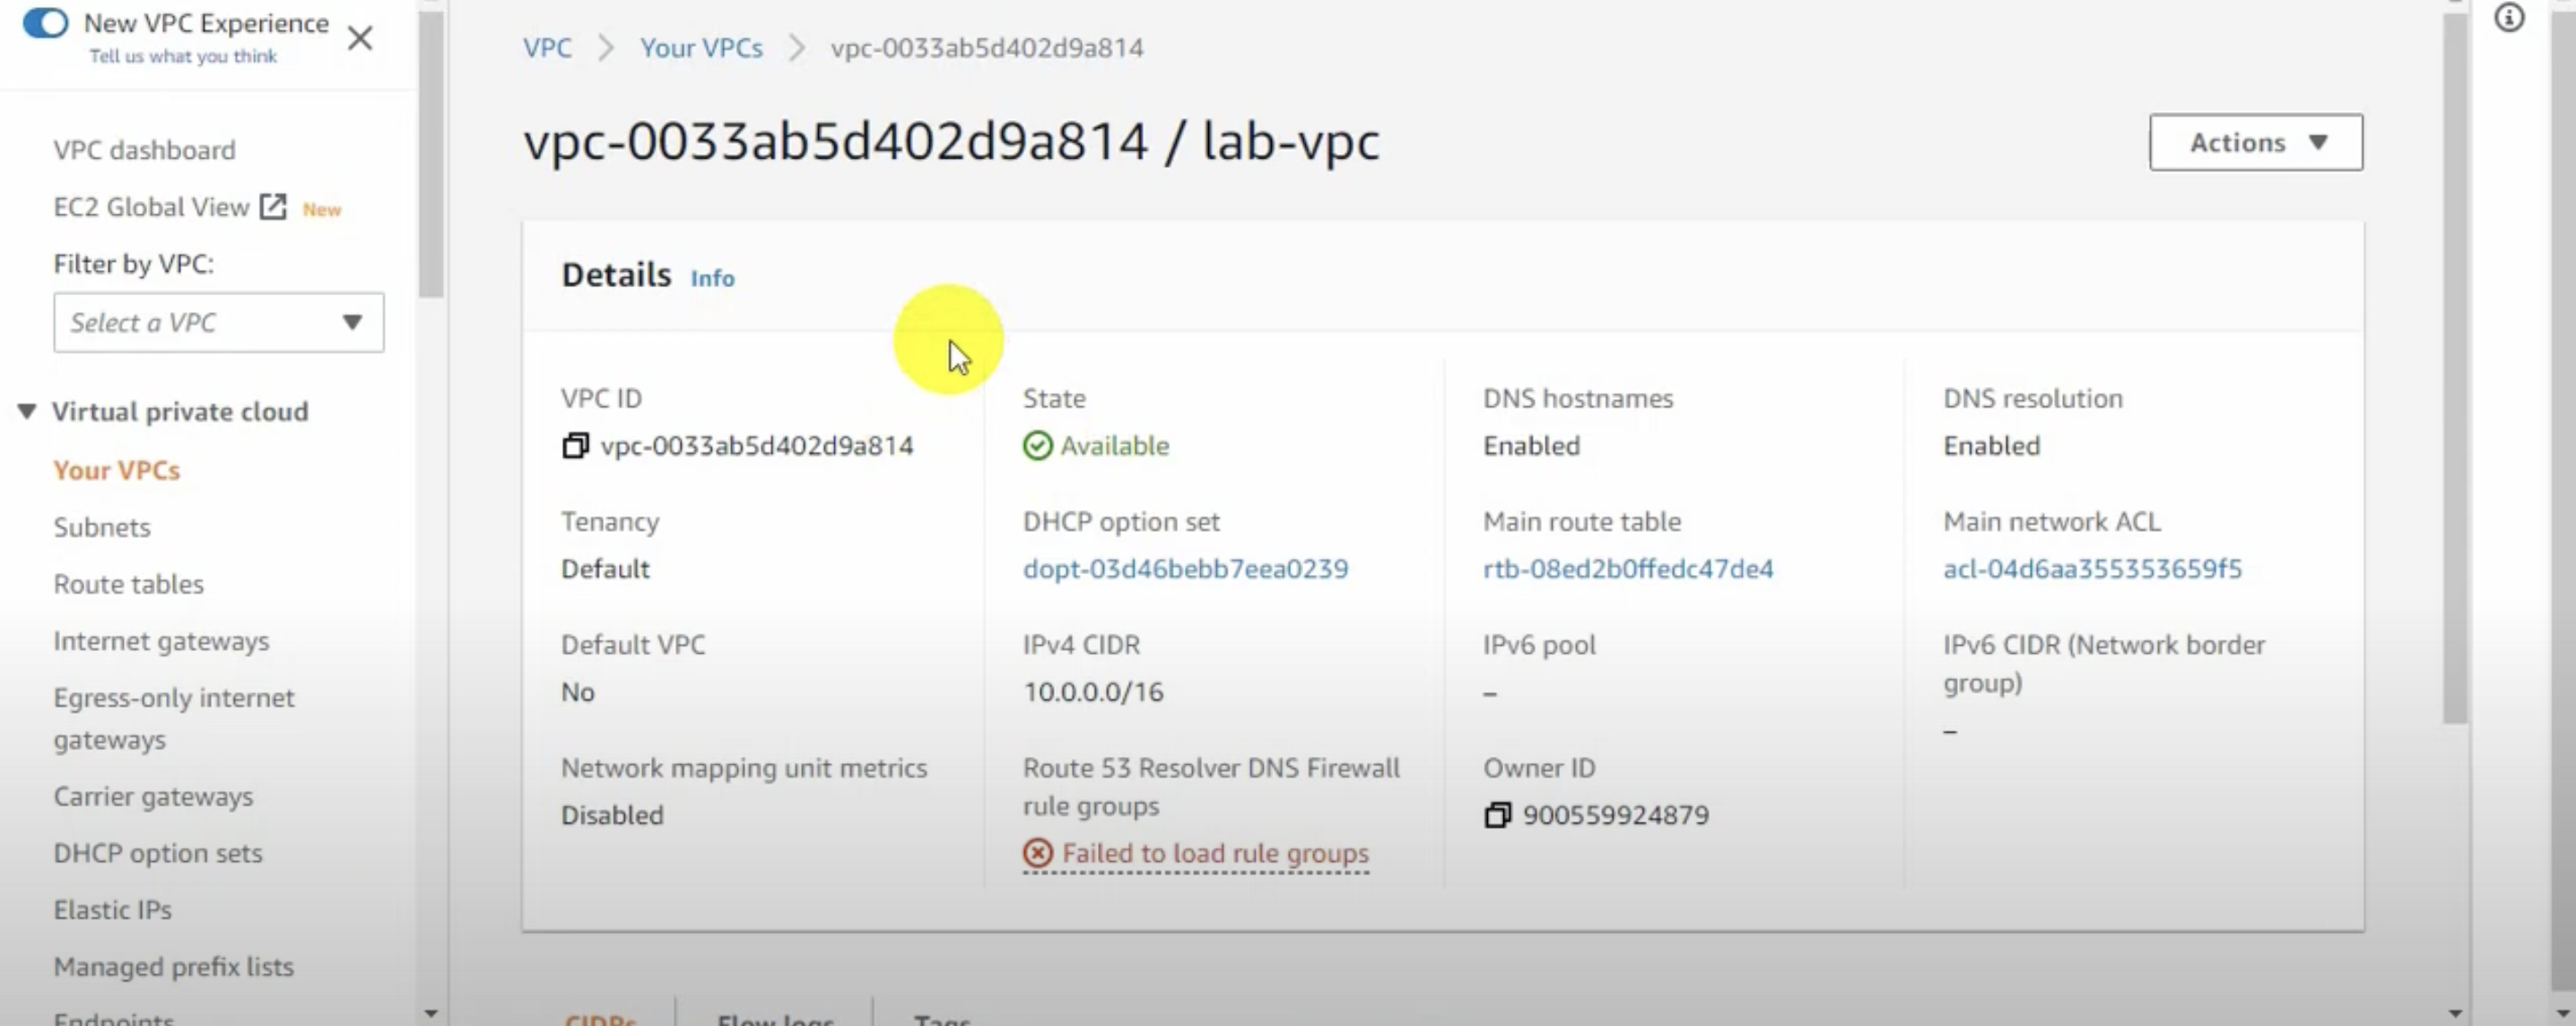 New VPC Experience
Tell us what you think
VPC dashboard
EC2 Global View New
Filter by VPC:
Select a VPC
Virtual private cloud
Your VPCs
Subnets
Route tables
Internet gateways
Egress-only internet
gateways
Carrier gateways
DHCP option sets
Elastic IPs
Managed prefix lists
Endpoints
VPC > Your VPCs > vpc-0033ab5d402d9a814
vpc-0033ab5d402d9a814 / lab-vpc
Actions
Details Info
VPC ID
vpc-0033ab5d402d9a814
State
Available
DNS hostnames
Enabled
DNS resolution
Enabled
Tenancy
Default
DHCP option set
dopt-03d46bebb7eea0239
Main route table
rtb-08ed2b0ffedc47de4
Main network ACL
acl-04d6aa355353659f5
Default VPC
No
IPv4 CIDR
10.0.0.0/16
IPv6 pool
–
IPv6 CIDR (Network border
group)
–
Network mapping unit metrics
Disabled
Route 53 Resolver DNS Firewall
rule groups
Failed to load rule groups
Owner ID
900559924879
CIDRs
Flow logs
Tags